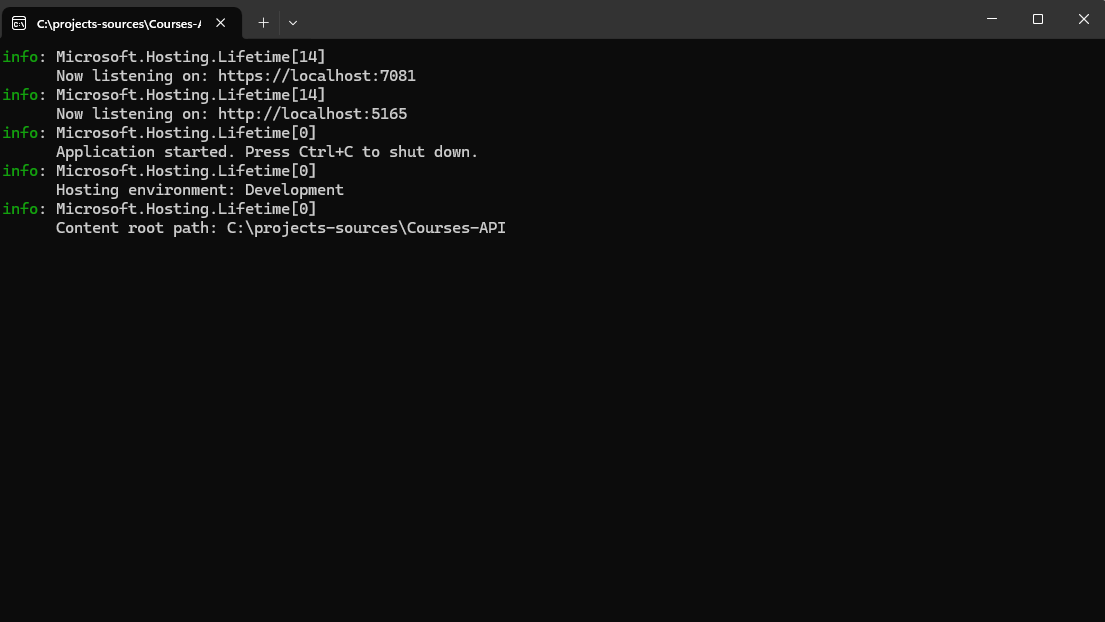 C:\projects-sources\Courses-A
info: Microsoft.Hosting.Lifetime[14]
Now listening on: https://localhost:7081
info: Microsoft.Hosting.Lifetime[14]
Now listening on: http://localhost:5165
info: Microsoft.Hosting.Lifetime[0]
Application started. Press Ctrl+C to shut down.
info: Microsoft.Hosting.Lifetime[0]
Hosting environment: Development
info: Microsoft.Hosting.Lifetime[0]
Content root path: C:\projects-sources\Courses-API